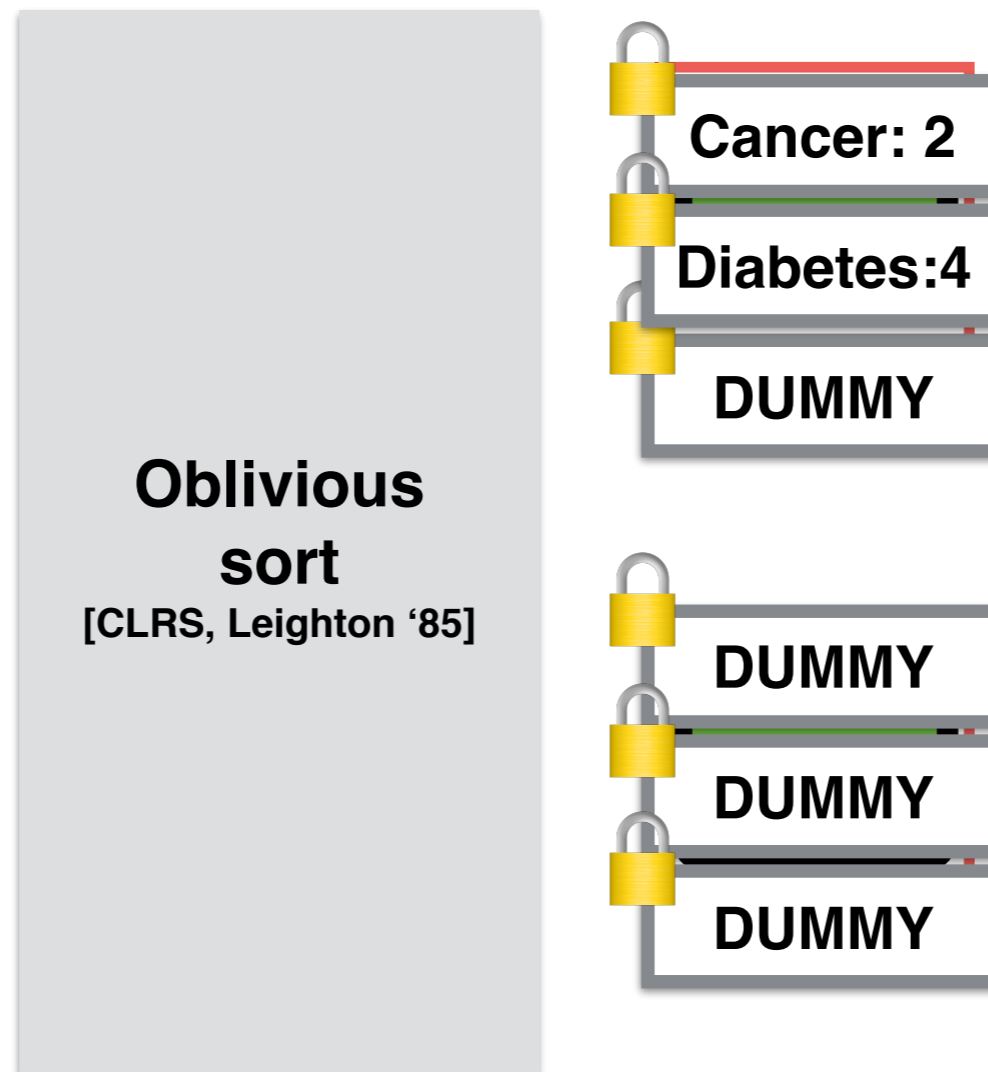 Oblivious
sort
[CLRS, Leighton ‘85]
Cancer: 2
Diabetes:4
DUMMY
DUMMY
DUMMY
DUMMY